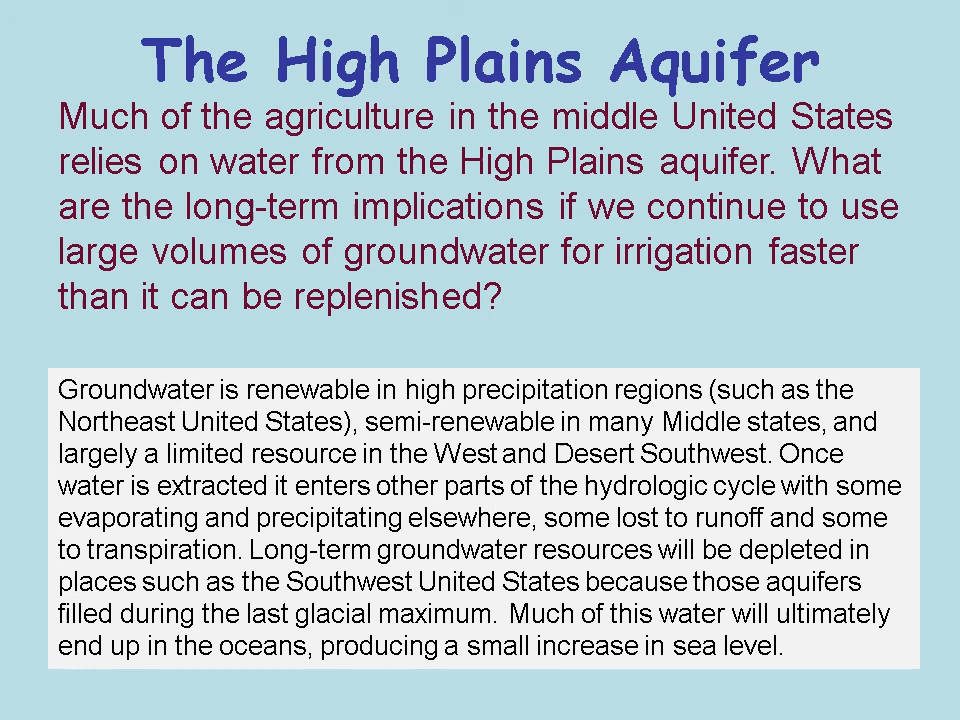 The High Plains Aquifer
Much of the agriculture in the middle United States
relies on water from the High Plains aquifer. What
are the long-term implications if we continue to use
large volumes of groundwater for irrigation faster
than it can be replenished?
Groundwater is renewable in high precipitation regions (such as the
Northeast United States), semi-renewable in many Middle states, and
largely a limited resource in the West and Desert Southwest. Once
water is extracted it enters other parts of the hydrologic cycle with some
evaporating and precipitating elsewhere, some lost to runoff and some
to transpiration. Long-term groundwater resources will be depleted in
places such as the Southwest United States because those aquifers
filled during the last glacial maximum. Much of this water will ultimately
end up in the oceans, producing a small increase in sea level.